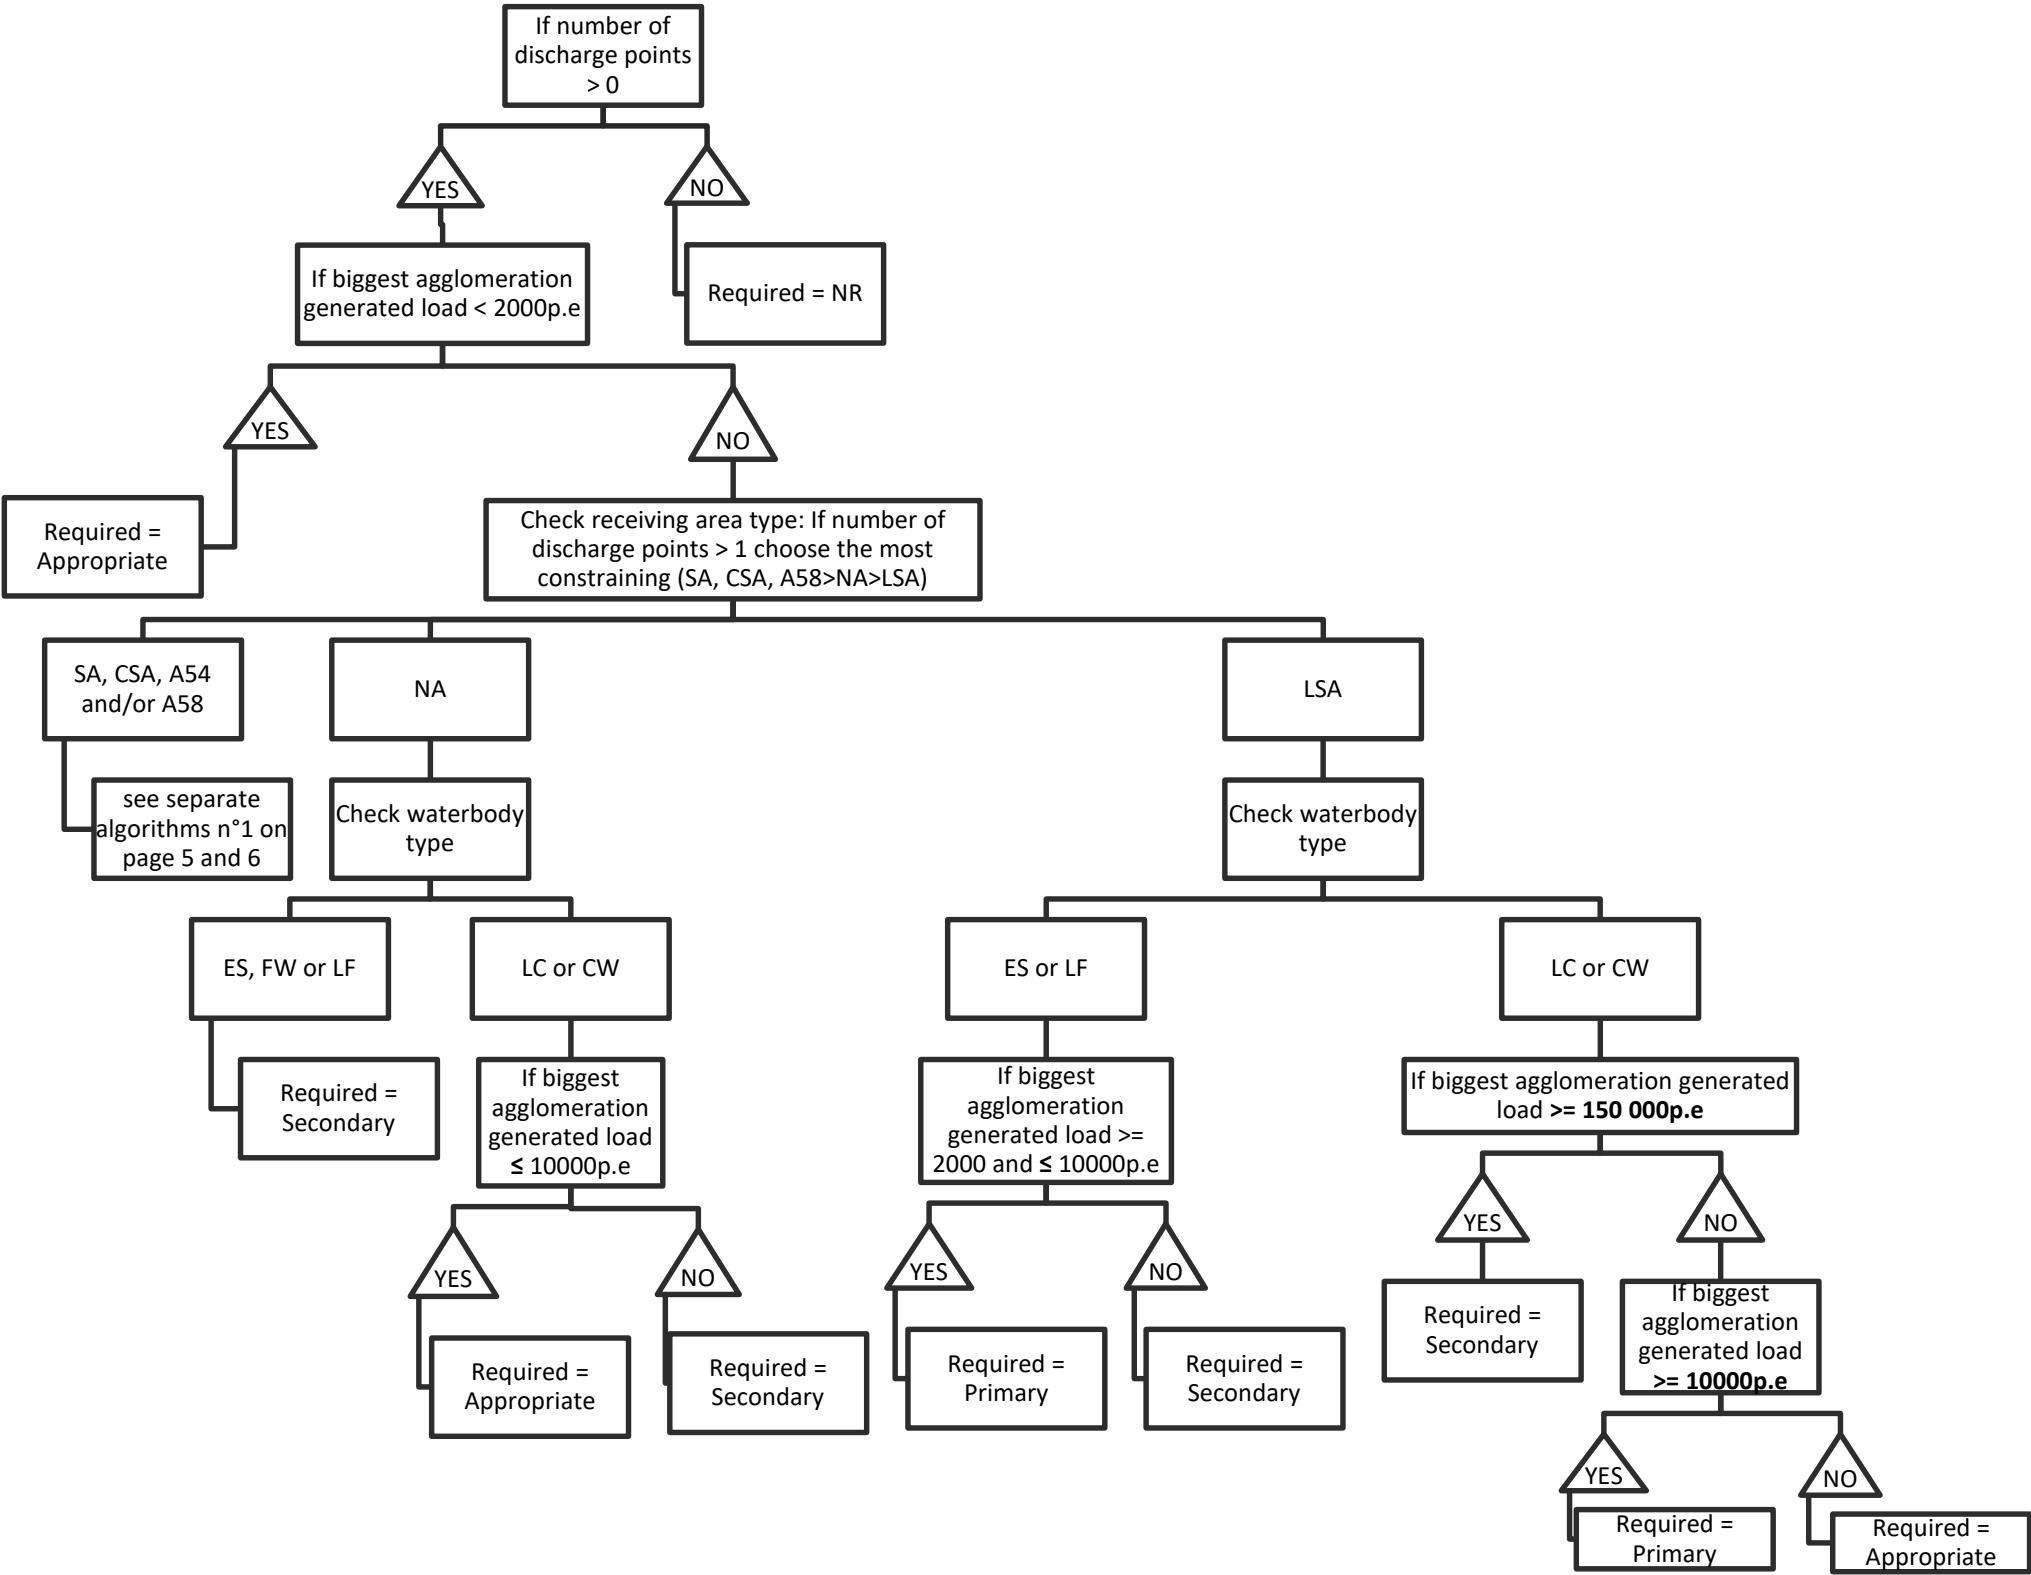 If number of
discharge points
> 0
YES
NO
If biggest agglomeration
generated load < 2000p.e
Required = NR
YES
NO
Required =
Appropriate
Check receiving area type: If number of
discharge points > 1 choose the most
constraining (SA, CSA, A58>NA>LSA)
SA, CSA, A54
and/or A58
NA
LSA
see separate
algorithms n°1 on
page 5 and 6
Check waterbody
type
Check waterbody
type
ES, FW or LF
LC or CW
ES or LF
LC or CW
Required =
Secondary
If biggest
agglomeration
generated load
≤ 10000p.e
If biggest
agglomeration
generated load >=
2000 and ≤ 10000p.e
If biggest agglomeration generated
load >= 150 000p.e
YES
NO
YES
NO
YES
NO
Required =
Appropriate
Required =
Secondary
Required =
Primary
Required =
Secondary
Required =
Secondary
If biggest
agglomeration
generated load
>= 10000p.e
YES
NO
Required =
Primary
Required =
Appropriate